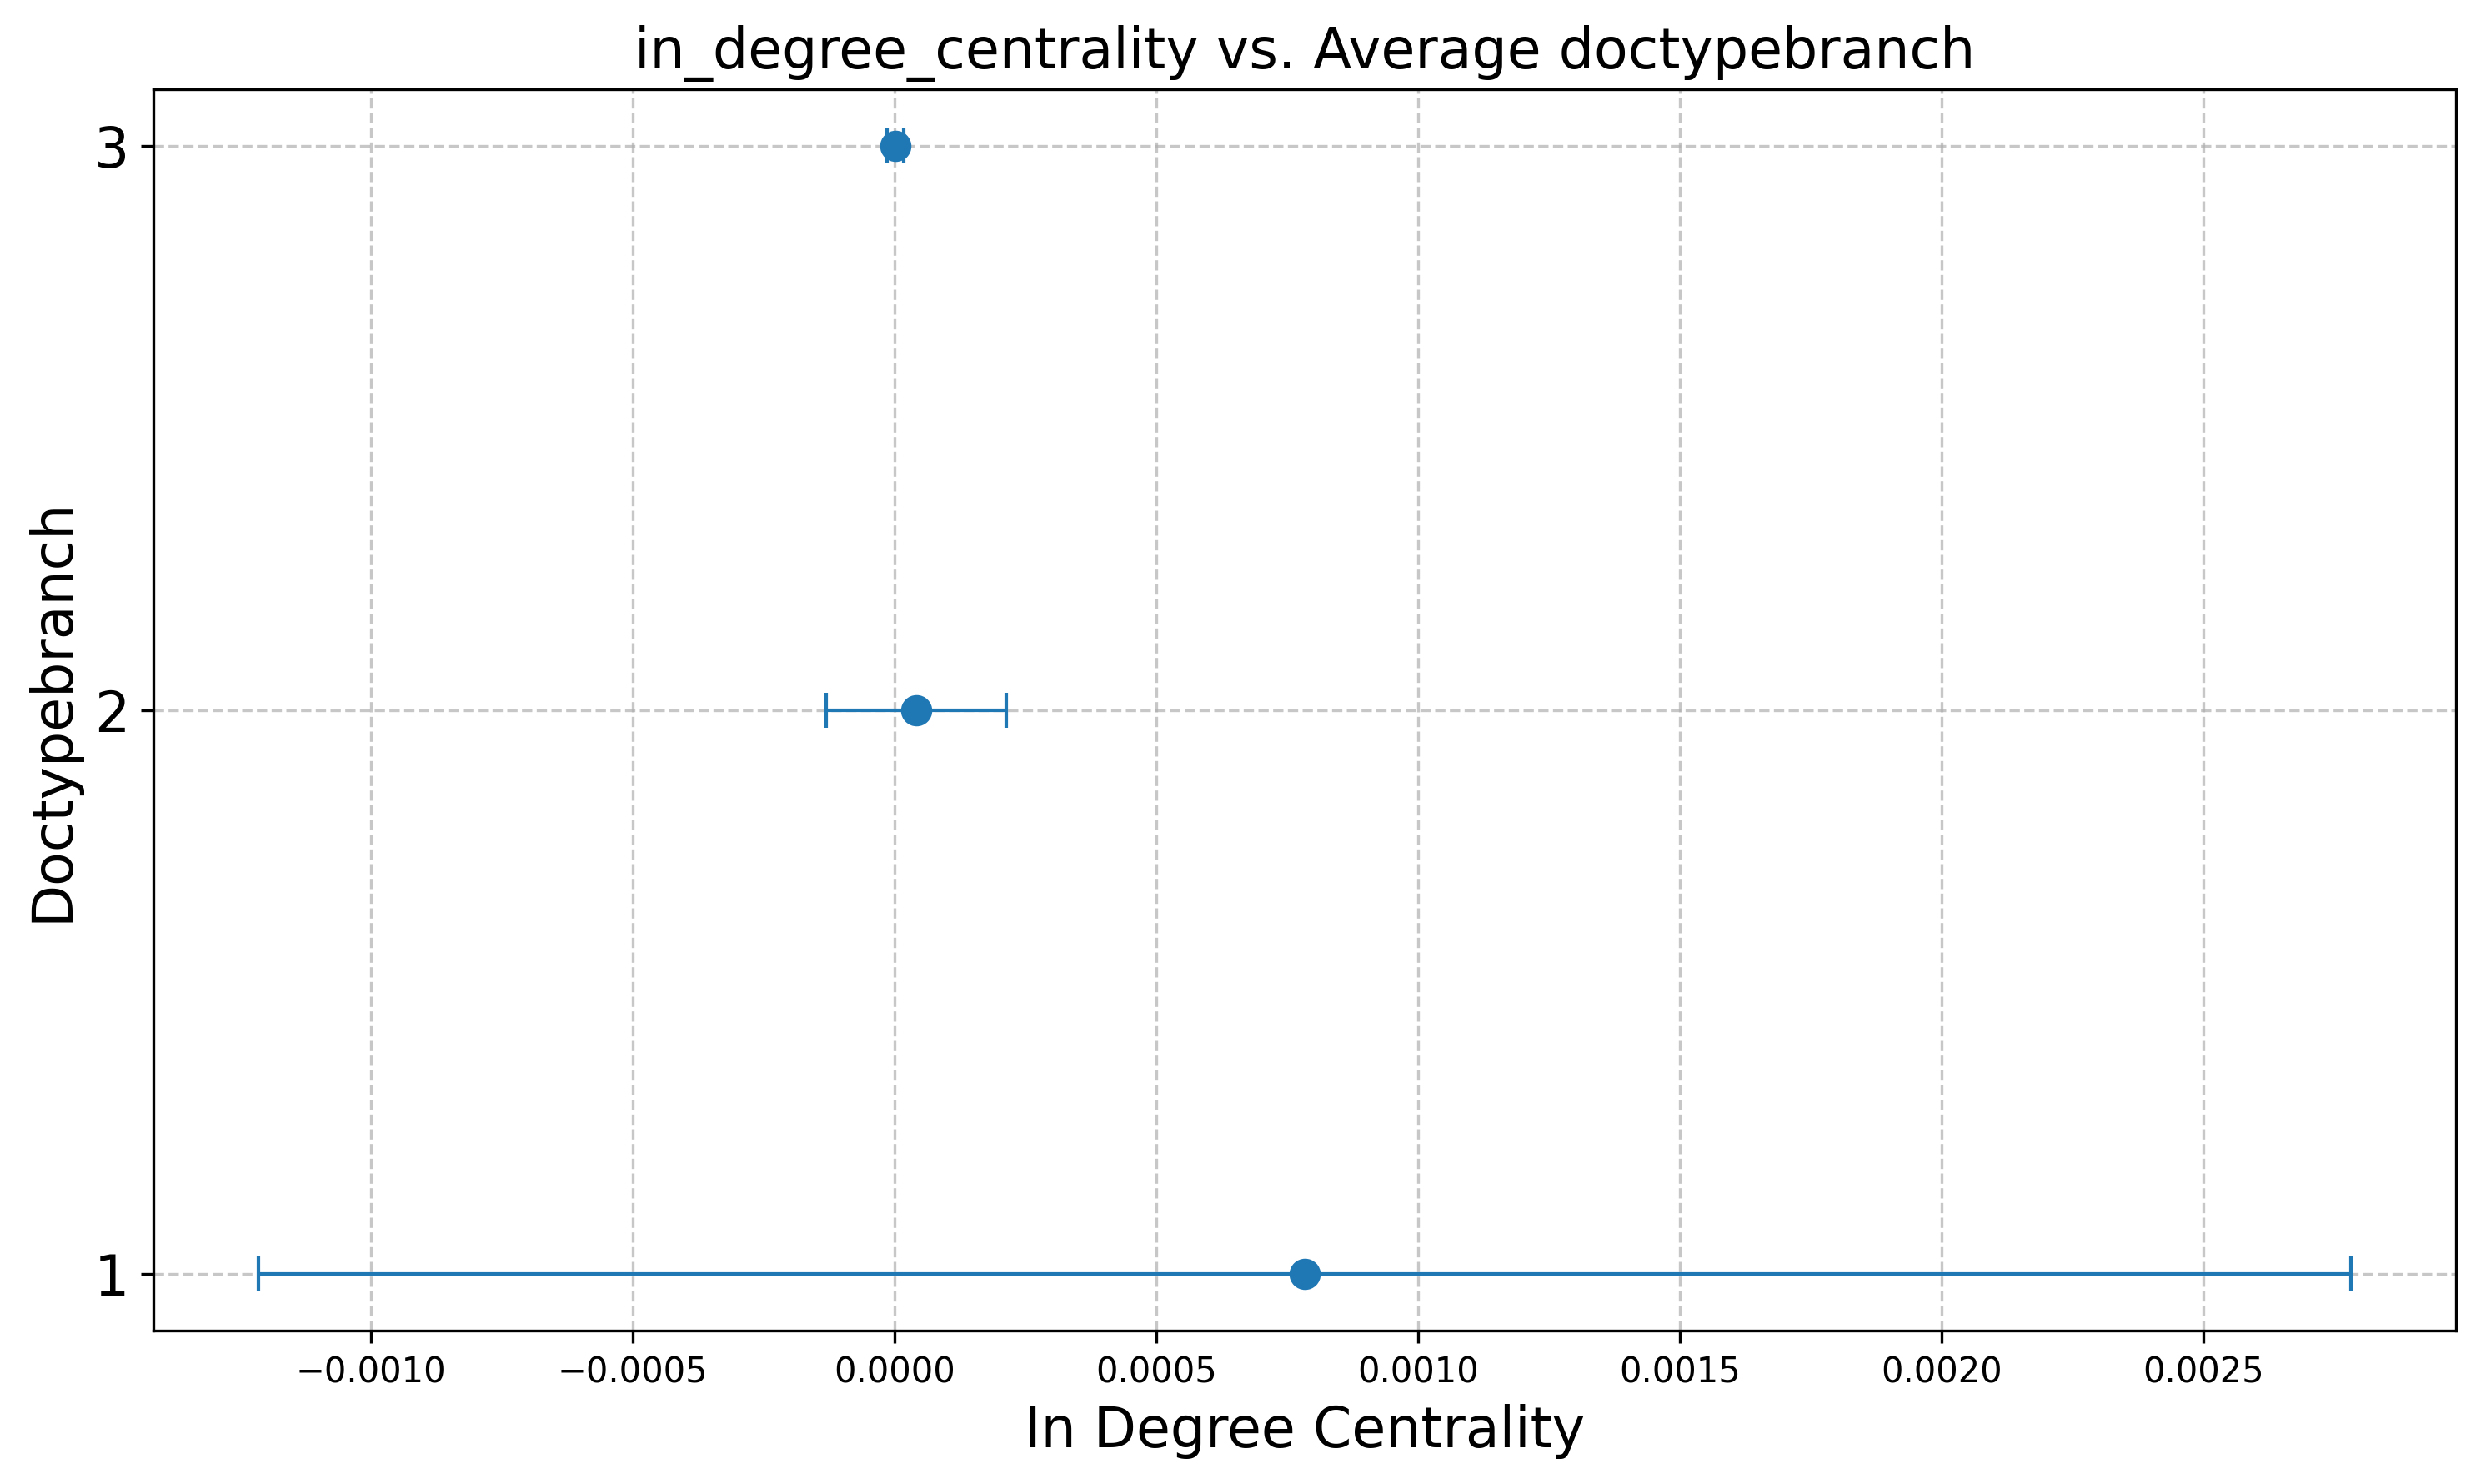 in_degree_centrality vs. Average doctypebranch
Doctypebranch
3
2
1
−0.0010 −0.0005 0.0000 0.0005 0.0010 0.0015 0.0020 0.0025
In Degree Centrality